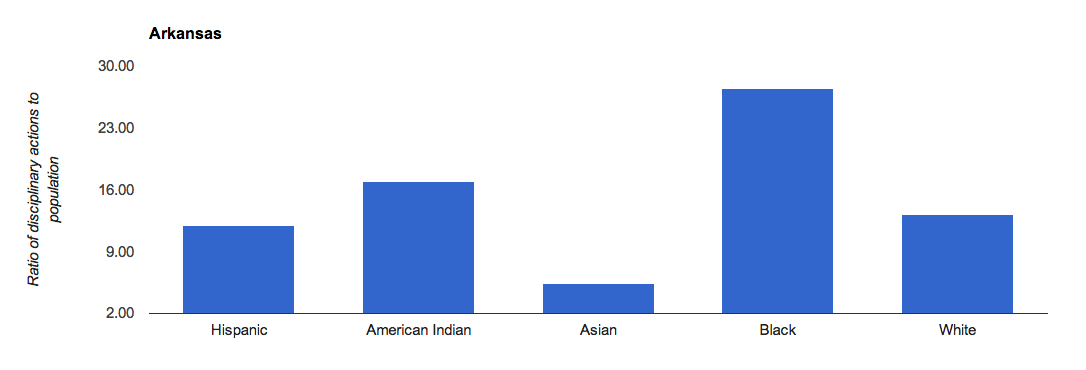 Arkansas
Ratio of disciplinary actions to
population
30.00
23.00
16.00
9.00
2.00
Hispanic
American Indian
Asian
Black
White